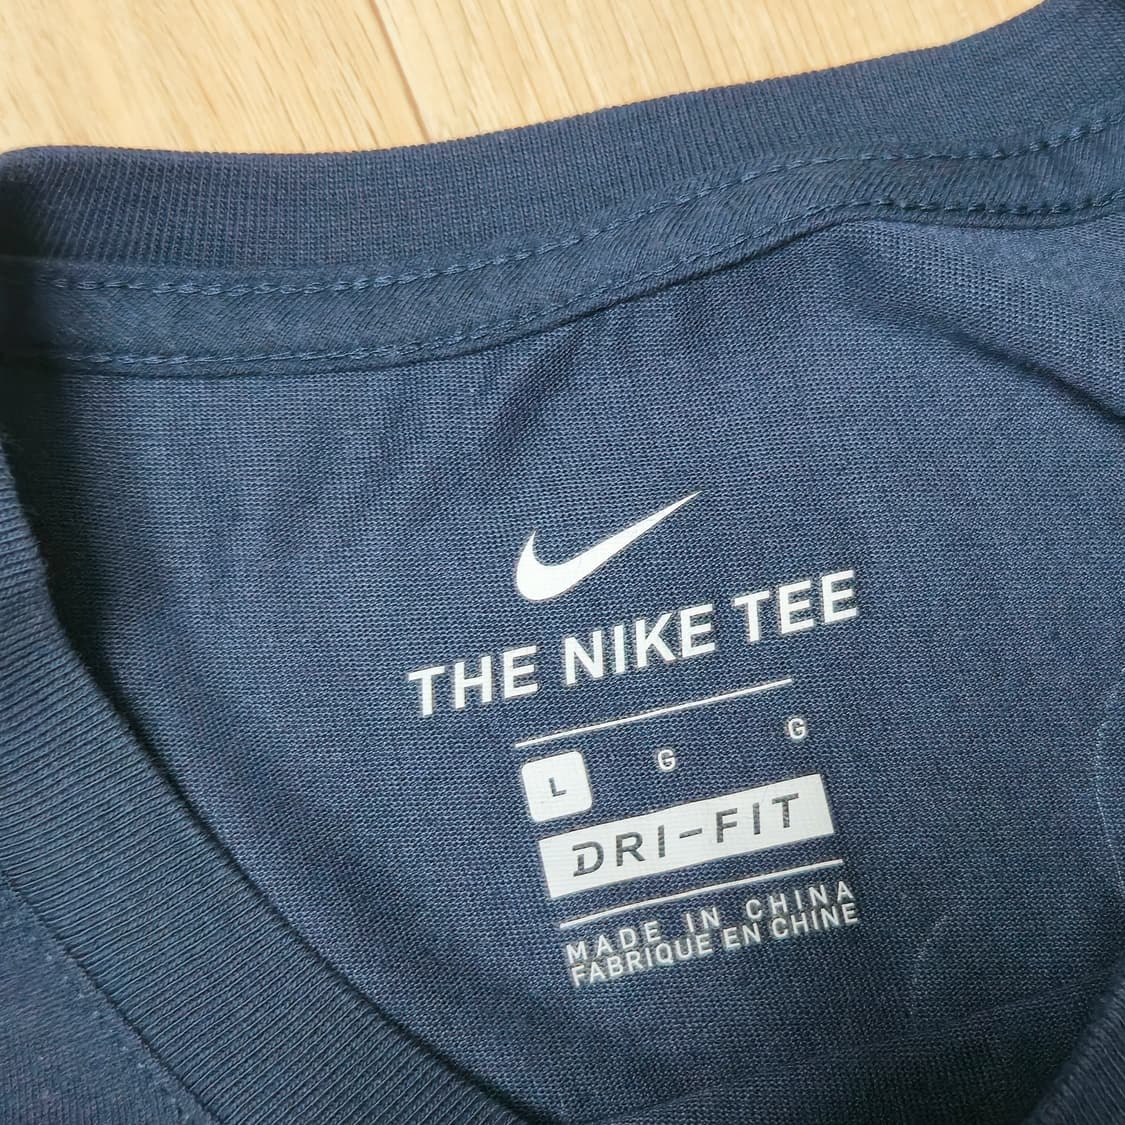 THE NIKE TEE
L G G
DRI-FIT
MADE IN CHINA
FABRIQUE EN CHINE